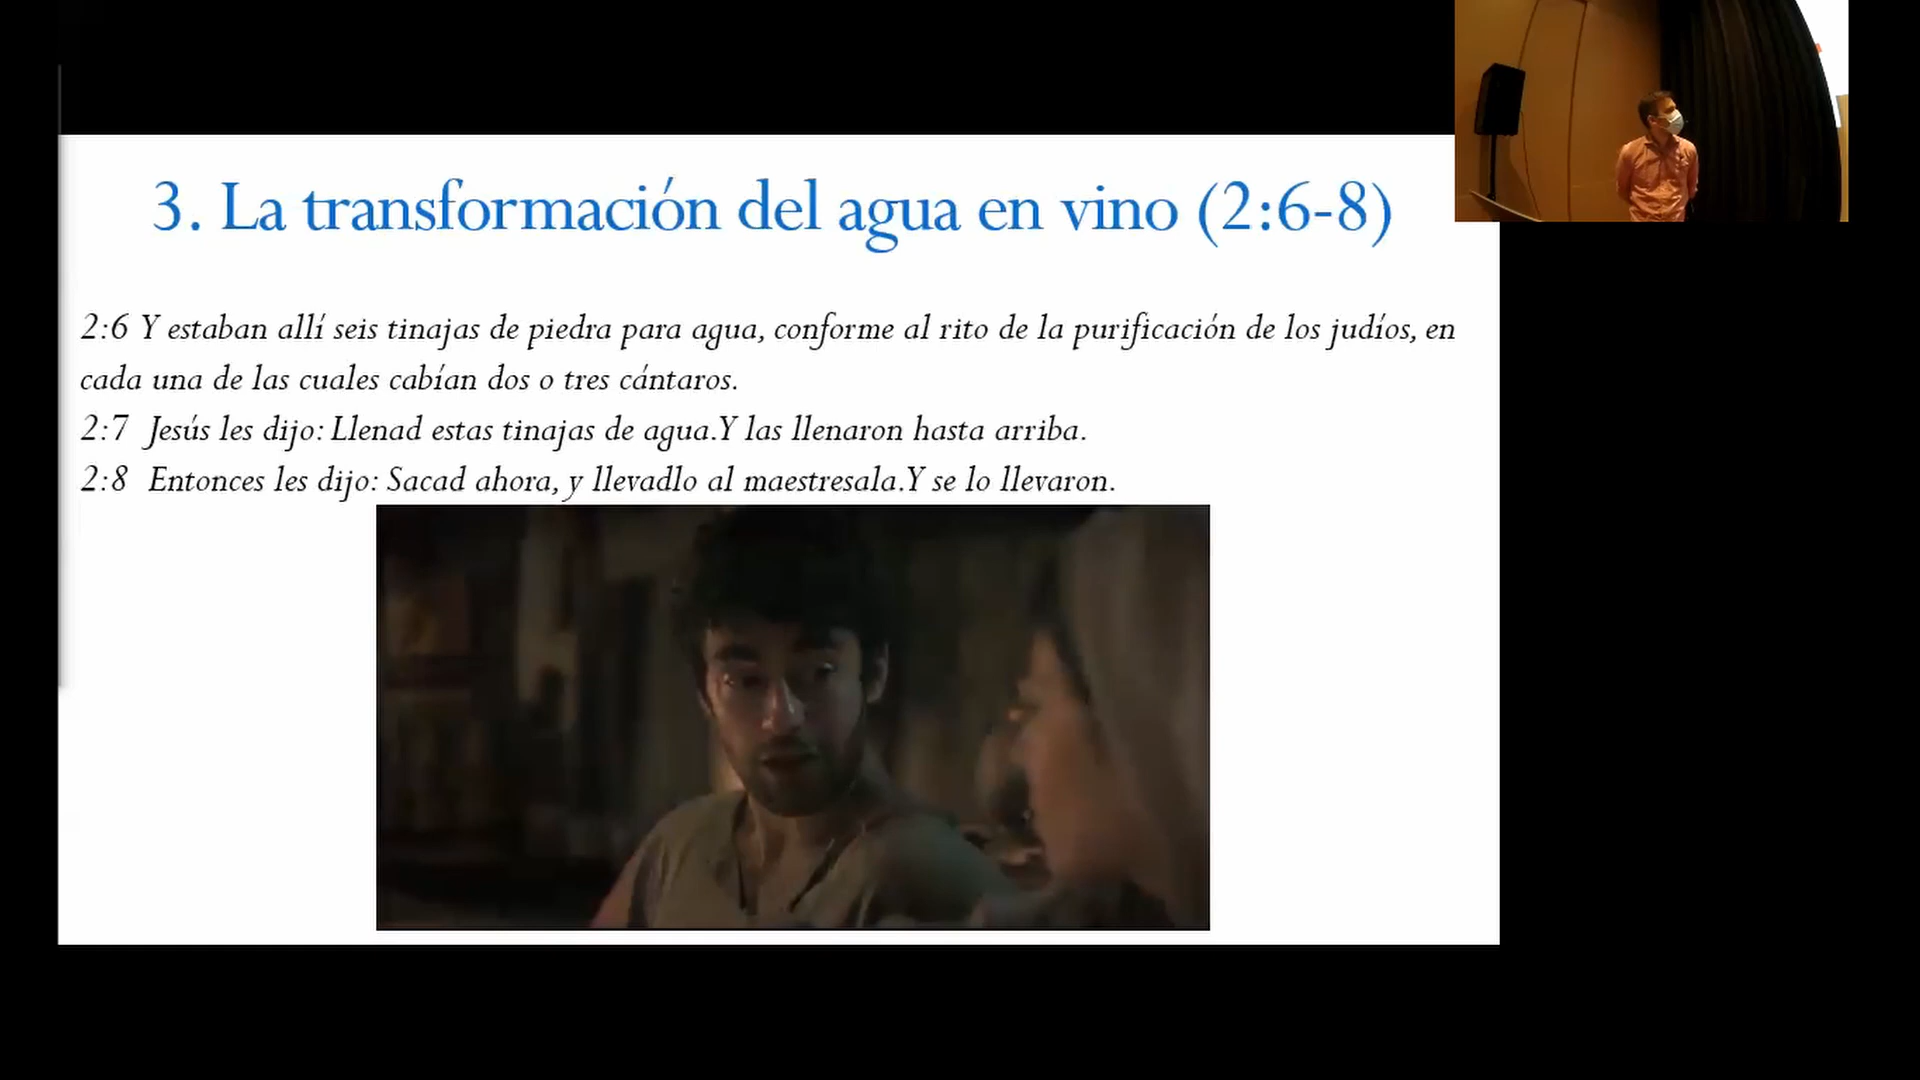 3. La transformación del agua en vino (2:6-8)
2:6 Y estaban allí seis tinajas de piedra para agua, conforme al rito de la purificación de los judíos, en
cada una de las cuales cabían dos o tres cántaros.
2:7 Jesús les dijo: Llenad estas tinajas de agua.Y las llenaron hasta arriba.
2:8 Entonces les dijo: Sacad ahora, y llevadlo al maestresala.Y se lo llevaron.